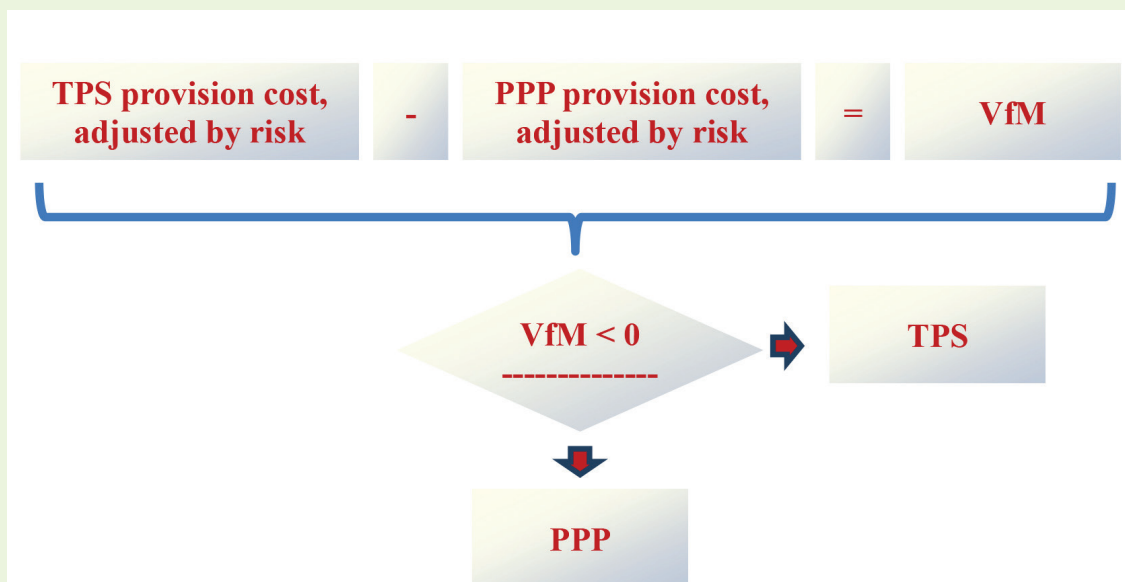 TPS provision cost,
adjusted by risk
-
PPP provision cost,
adjusted by risk
=
VfM
VfM < 0
--------------
TPS
PPP